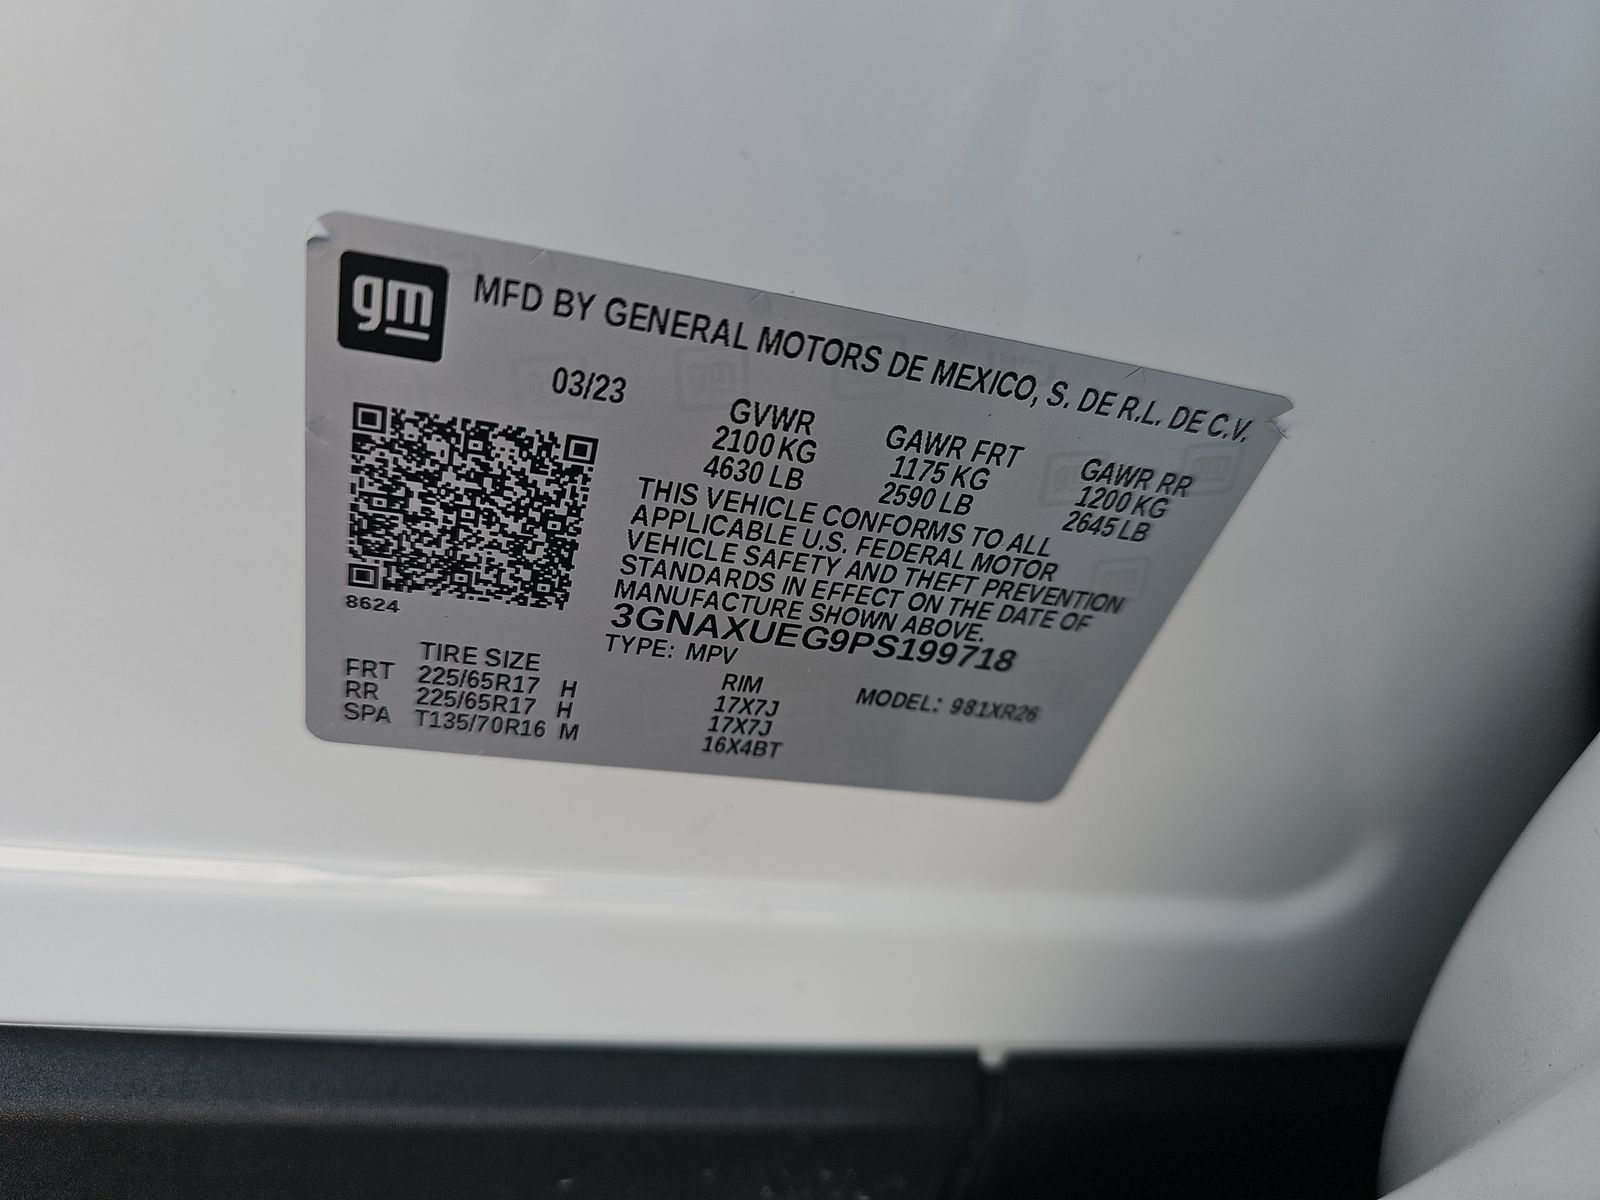 gm
MFD BY GENERAL MOTORS DE MEXICO, S. DE R.L. DE C.V.
03/23
GVWR GAWR FRT GAWR RR
2100 KG 1175 KG 1200 KG
4630 LB 2590 LB 2645 LB
THIS VEHICLE CONFORMS TO ALL
APPLICABLE U.S. FEDERAL MOTOR
VEHICLE SAFETY AND THEFT PREVENTION
STANDARDS IN EFFECT ON THE DATE OF
MANUFACTURE SHOWN ABOVE.
8624
3GNAXUEG9PS199718
TYPE: MPV MODEL: 981XR26
TIRE SIZE RIM
FRT 225/65R17 H 17X7J
RR 225/65R17 H 17X7J
SPA T135/70R16 M 16X4BT